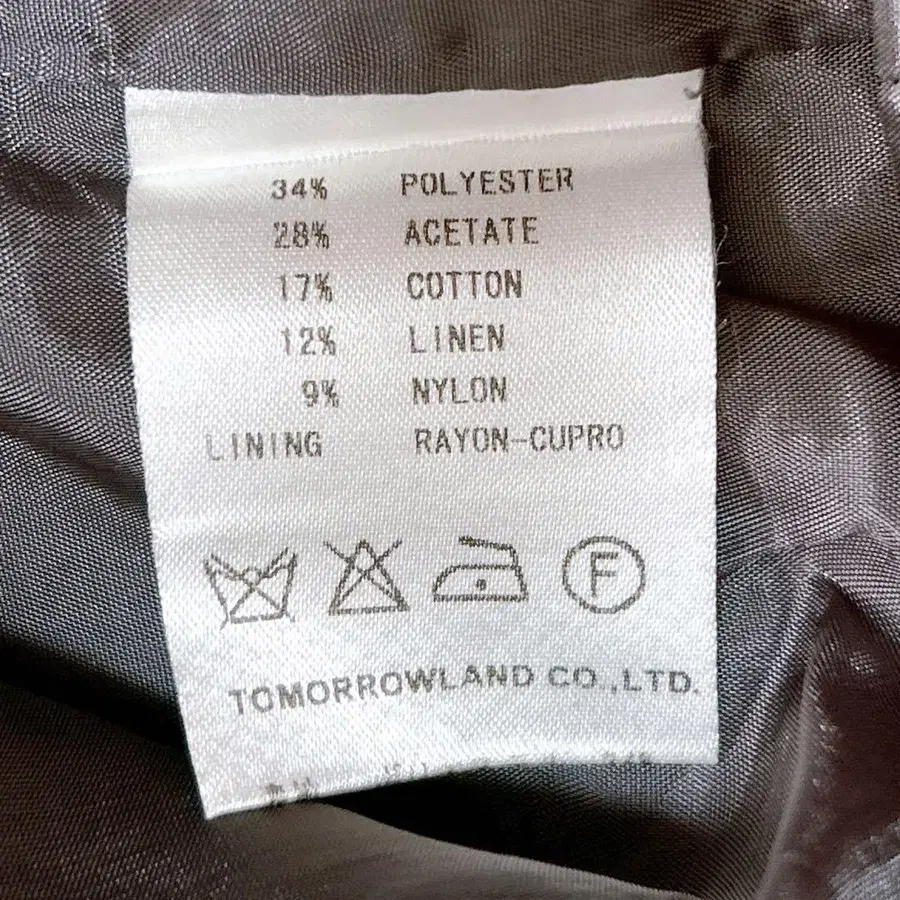 34% POLYESTER
28% ACETATE
17% COTTON
12% LINEN
9% NYLON
LINING RAYON-CUPRO
F
TOMORROWLAND CO.,LTD.